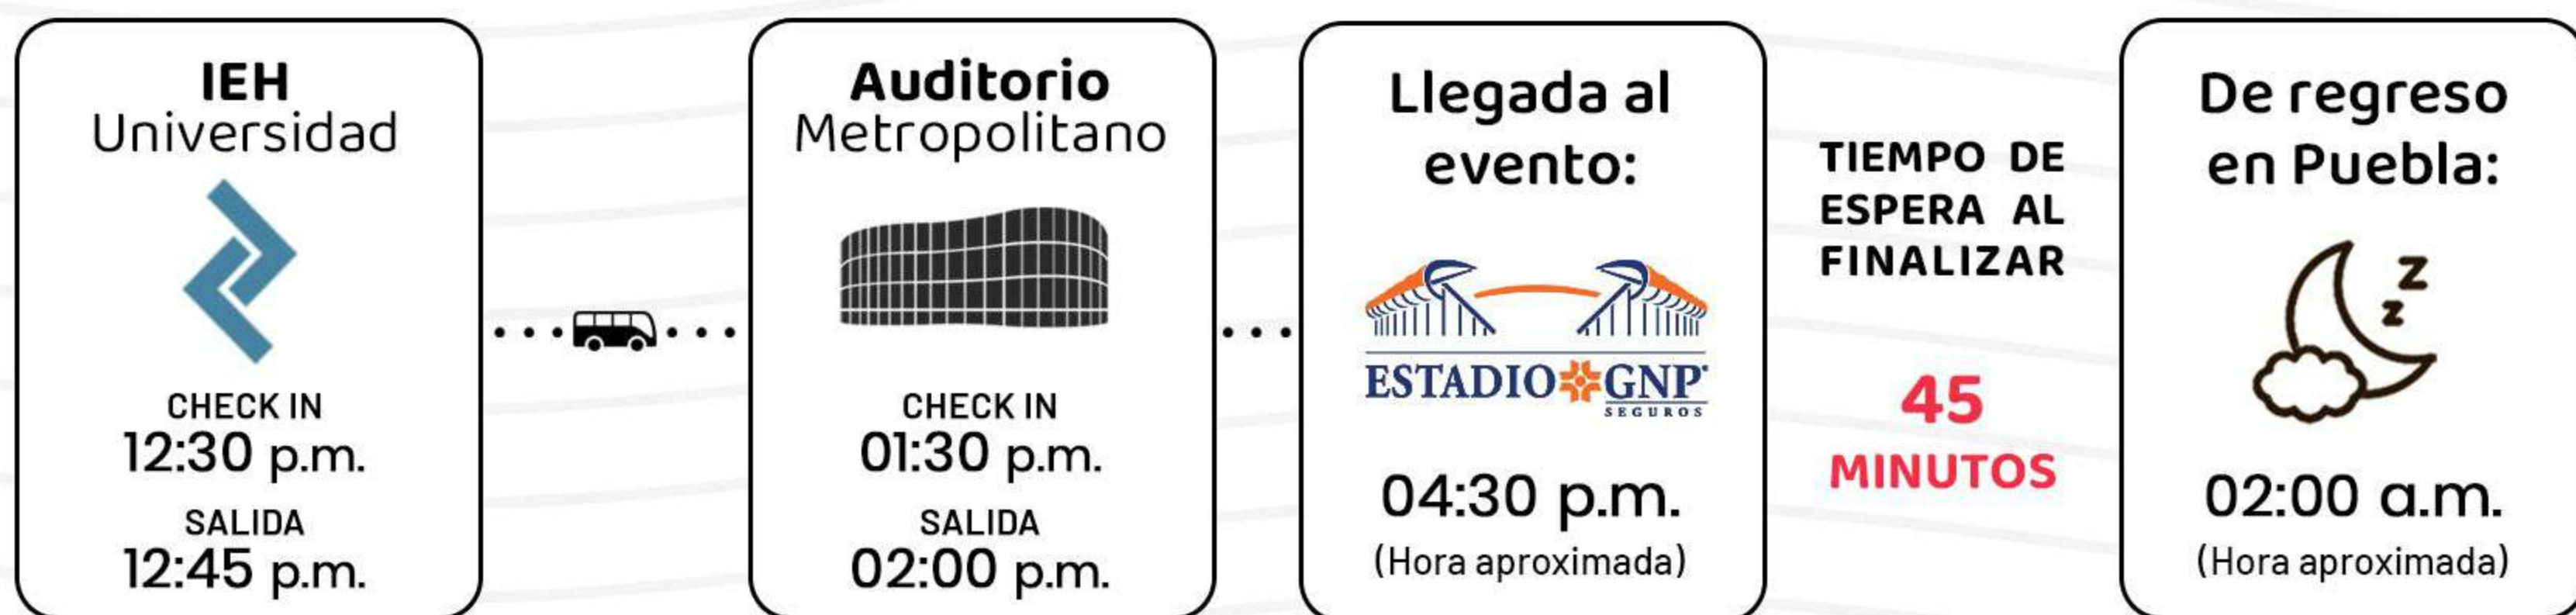 IEH
Universidad
CHECK IN
12:30 p.m.
SALIDA
12:45 p.m.
Auditorio
Metropolitano
CHECK IN
01:30 p.m.
SALIDA
02:00 p.m.
Llegada al
evento:
ESTADIO GNP
SEGUROS
04:30 p.m.
(Hora aproximada)
TIEMPO DE
ESPERA AL
FINALIZAR
45
MINUTOS
De regreso
en Puebla:
z
z
02:00 a.m.
(Hora aproximada)